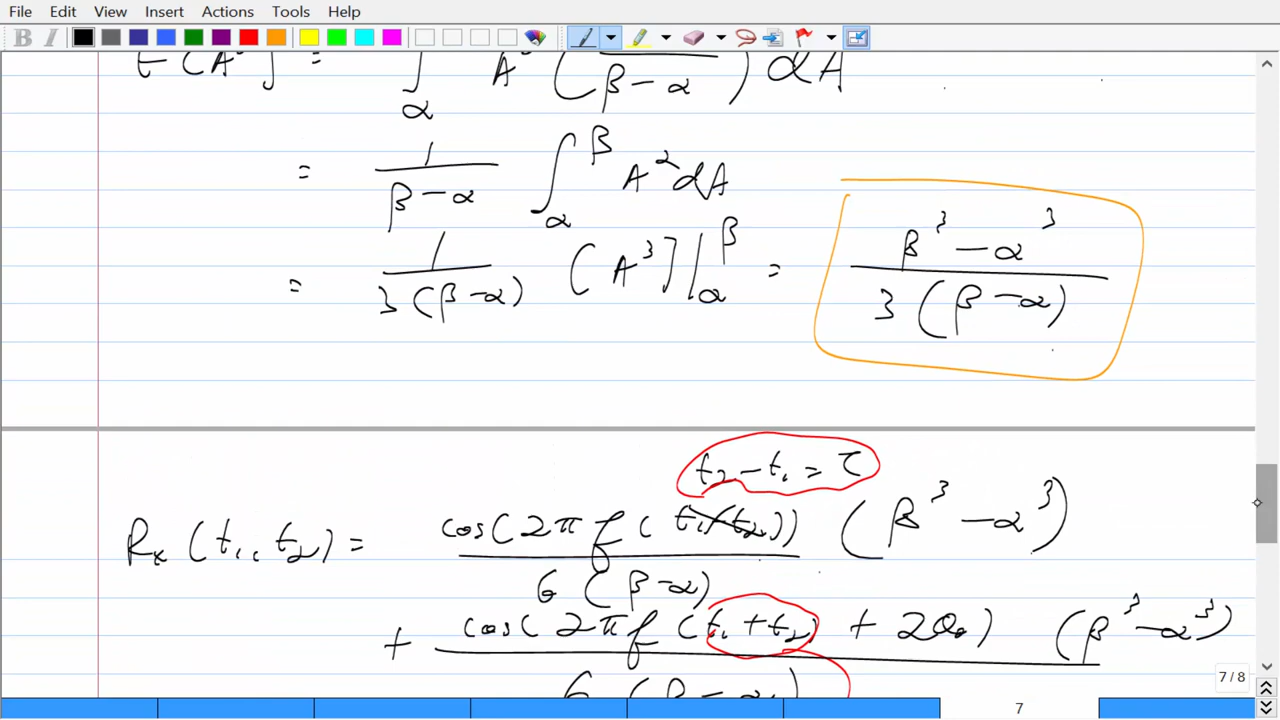 File Edit View Insert Actions Tools Help
B I
E[A²] = ∫α A² (1/(β-α)) dA
= 1/(β-α) ∫α^β A² dA
= 1/(3(β-α)) [A³]|α^β = (β³-α³)/(3(β-α))
t₂-t₁ = τ
Rx(t₁, t₂) = cos(2πf(t₁-t₂))/(6(β-α)) (β³-α³)
+ cos(2πf(t₁+t₂) + 2θ₀)/(6(β-α)) (β³-α³)
7 / 8
7